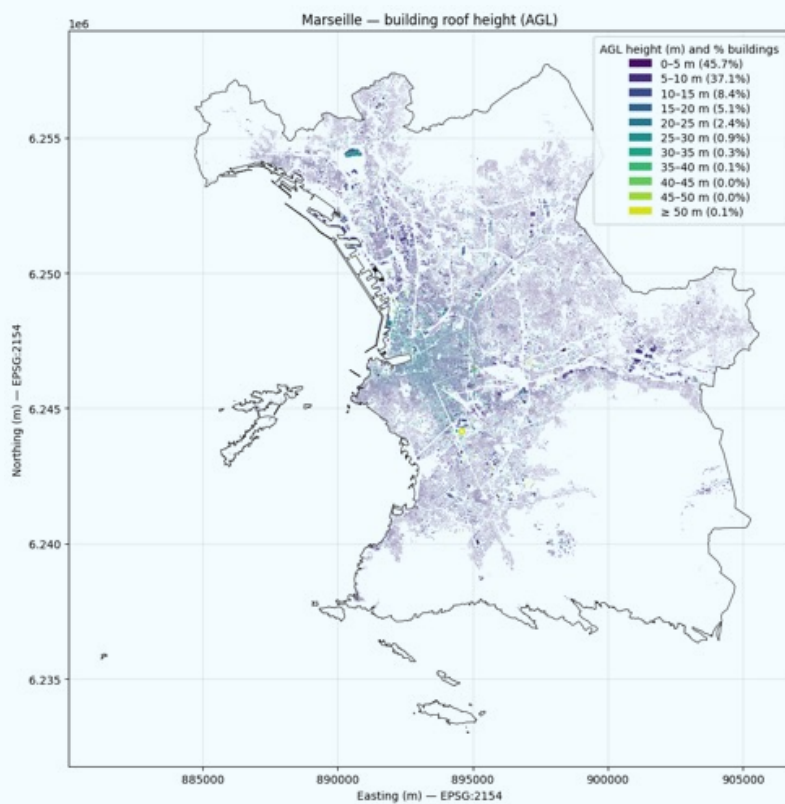 Marseille — building roof height (AGL)
1e6
AGL height (m) and % buildings
0–5 m (45.7%)
5–10 m (37.1%)
10–15 m (8.4%)
15–20 m (5.1%)
20–25 m (2.4%)
25–30 m (0.9%)
30–35 m (0.3%)
35–40 m (0.1%)
40–45 m (0.0%)
45–50 m (0.0%)
≥ 50 m (0.1%)
6.255
6.250
6.245
6.240
6.235
Northing (m) — EPSG:2154
885000 890000 895000 900000 905000
Easting (m) — EPSG:2154